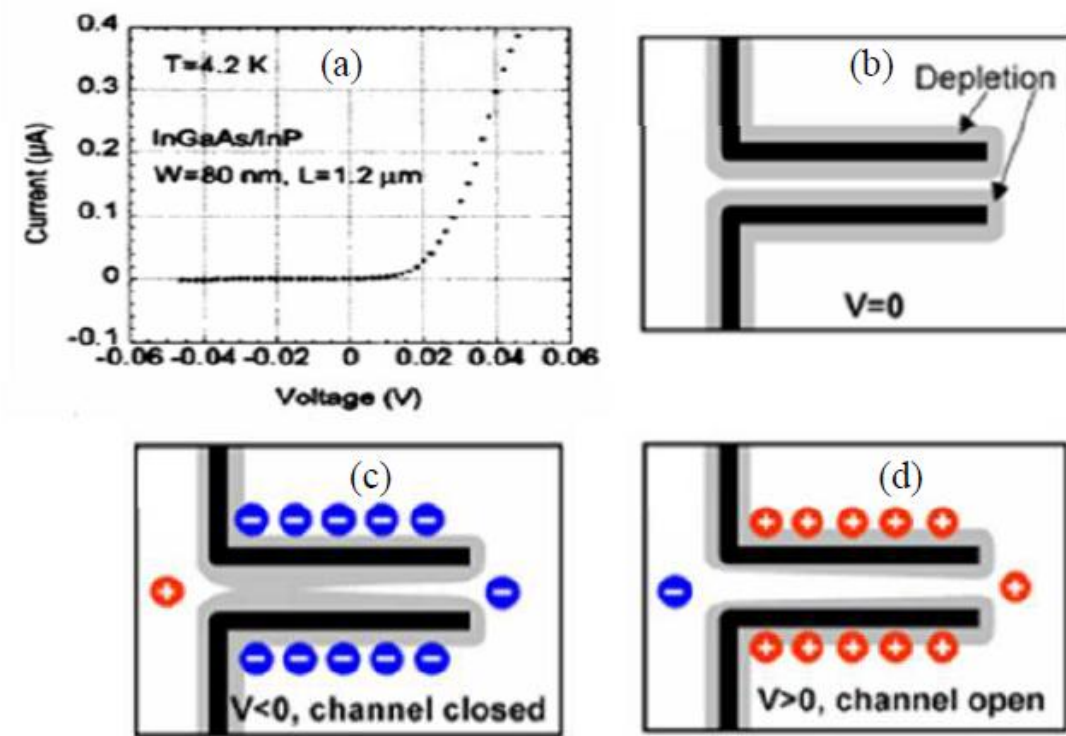 0.4
0.3
0.2
0.1
0
-0.1
-0.06 -0.04 -0.02 0 0.02 0.04 0.06
Current (μA)
Voltage (V)
T=4.2 K
(a)
InGaAs/InP
W=80 nm, L=1.2 μm
(b)
Depletion
V=0
(c)
− − − − −
+ −
− − − − −
V<0, channel closed
(d)
+ + + + +
− +
+ + + + +
V>0, channel open